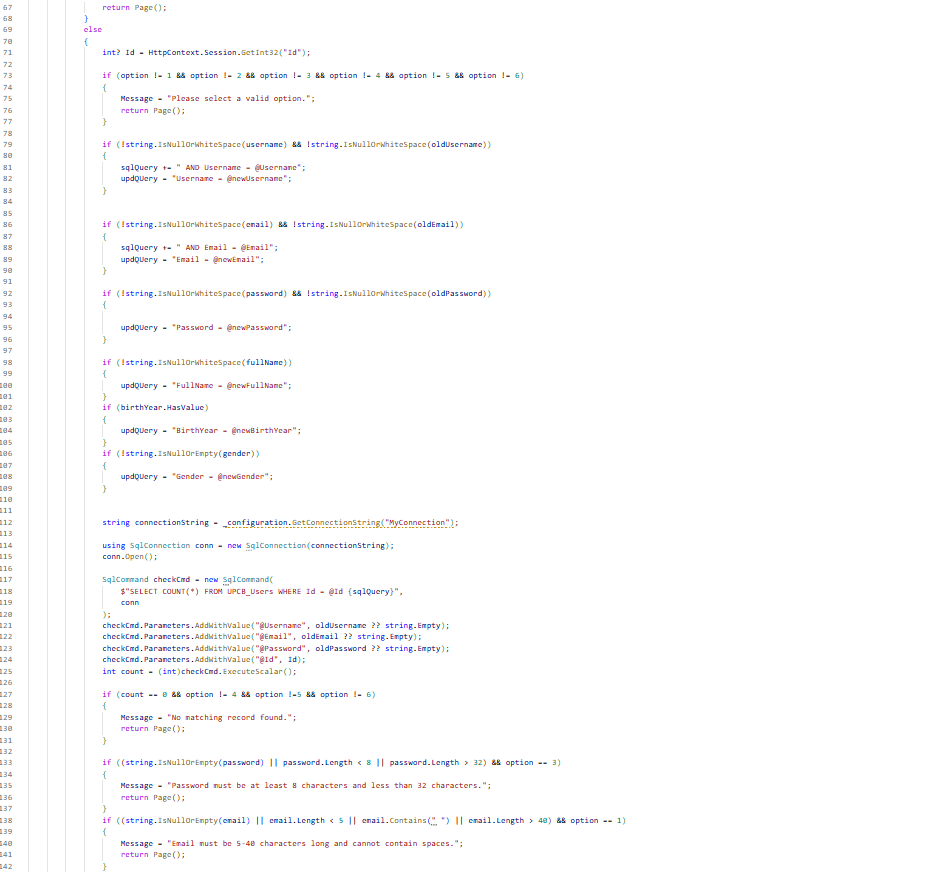 67 return Page();
68 }
69 else
70 {
71 int? Id = HttpContext.Session.GetInt32("Id");
72
73 if (option != 1 && option != 2 && option != 3 && option != 4 && option != 5 && option != 6)
74 {
75 Message = "Please select a valid option.";
76 return Page();
77 }
78
79 if (!string.IsNullOrWhiteSpace(username) && !string.IsNullOrWhiteSpace(oldUsername))
80 {
81 sqlQuery += " AND Username = @Username";
82 updQUery = "Username = @newUsername";
83 }
84
85
86 if (!string.IsNullOrWhiteSpace(email) && !string.IsNullOrWhiteSpace(oldEmail))
87 {
88 sqlQuery += " AND Email = @Email";
89 updQUery = "Email = @newEmail";
90 }
91
92 if (!string.IsNullOrWhiteSpace(password) && !string.IsNullOrWhiteSpace(oldPassword))
93 {
94
95 updQUery = "Password = @newPassword";
96 }
97
98 if (!string.IsNullOrWhiteSpace(fullName))
99 {
100 updQUery = "FullName = @newFullName";
101 }
102 if (birthYear.HasValue)
103 {
104 updQUery = "BirthYear = @newBirthYear";
105 }
106 if (!string.IsNullOrEmpty(gender))
107 {
108 updQUery = "Gender = @newGender";
109 }
110
111
112 string connectionString = _configuration.GetConnectionString("MyConnection");
113
114 using SqlConnection conn = new SqlConnection(connectionString);
115 conn.Open();
116
117 SqlCommand checkCmd = new SqlCommand(
118 $"SELECT COUNT(*) FROM UPCB_Users WHERE Id = @Id {sqlQuery}",
119 conn
120 );
121 checkCmd.Parameters.AddWithValue("@Username", oldUsername ?? string.Empty);
122 checkCmd.Parameters.AddWithValue("@Email", oldEmail ?? string.Empty);
123 checkCmd.Parameters.AddWithValue("@Password", oldPassword ?? string.Empty);
124 checkCmd.Parameters.AddWithValue("@Id", Id);
125 int count = (int)checkCmd.ExecuteScalar();
126
127 if (count == 0 && option != 4 && option !=5 && option != 6)
128 {
129 Message = "No matching record found.";
130 return Page();
131 }
132
133 if ((string.IsNullOrEmpty(password) || password.Length < 8 || password.Length > 32) && option == 3)
134 {
135 Message = "Password must be at least 8 characters and less than 32 characters.";
136 return Page();
137 }
138 if ((string.IsNullOrEmpty(email) || email.Length < 5 || email.Contains(" ") || email.Length > 40) && option == 1)
139 {
140 Message = "Email must be 5-40 characters long and cannot contain spaces.";
141 return Page();
142 }